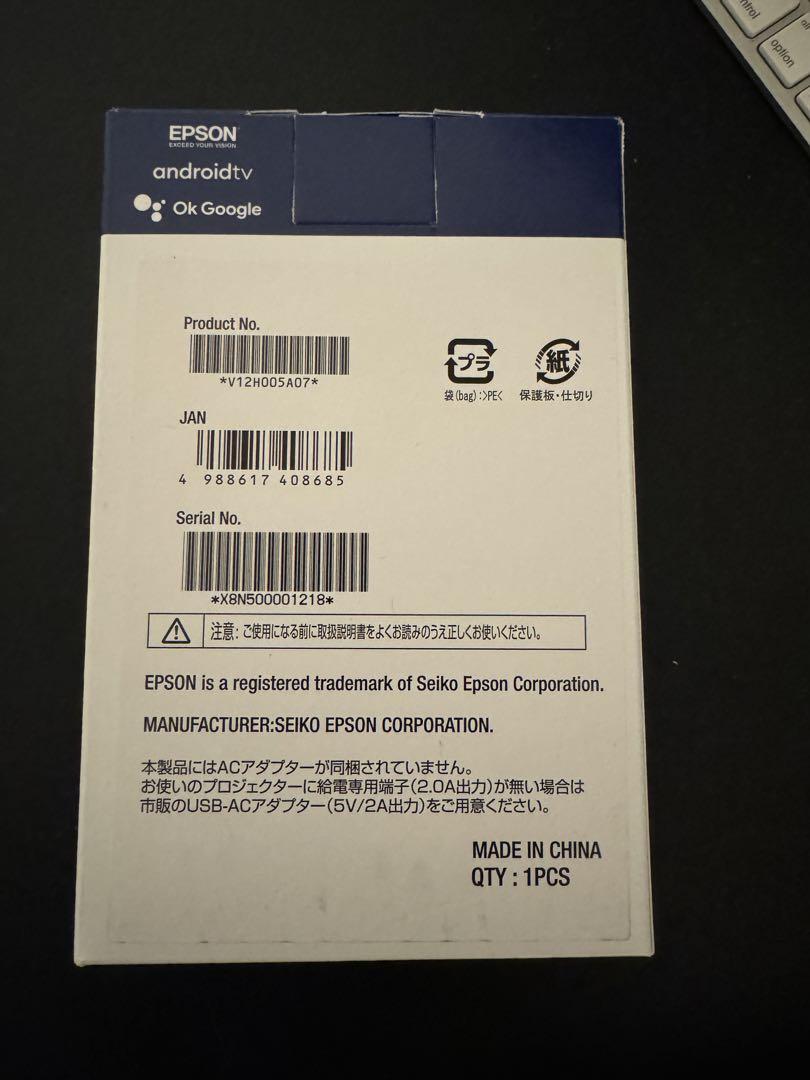 option
EPSON
EXCEED YOUR VISION
androidtv
Ok Google
Product No.
*V12H005A07*
プラ
紙
袋(bag):>PE<
保護板・仕切り
JAN
4 988617 408685
Serial No.
*X8N500001218*
注意: ご使用になる前に取扱説明書をよくお読みのうえ正しくお使いください。
EPSON is a registered trademark of Seiko Epson Corporation.
MANUFACTURER:SEIKO EPSON CORPORATION.
本製品にはACアダプターが同梱されていません。
お使いのプロジェクターに給電専用端子(2.0A出力)が無い場合は
市販のUSB-ACアダプター(5V/2A出力)をご用意ください。
MADE IN CHINA
QTY : 1PCS